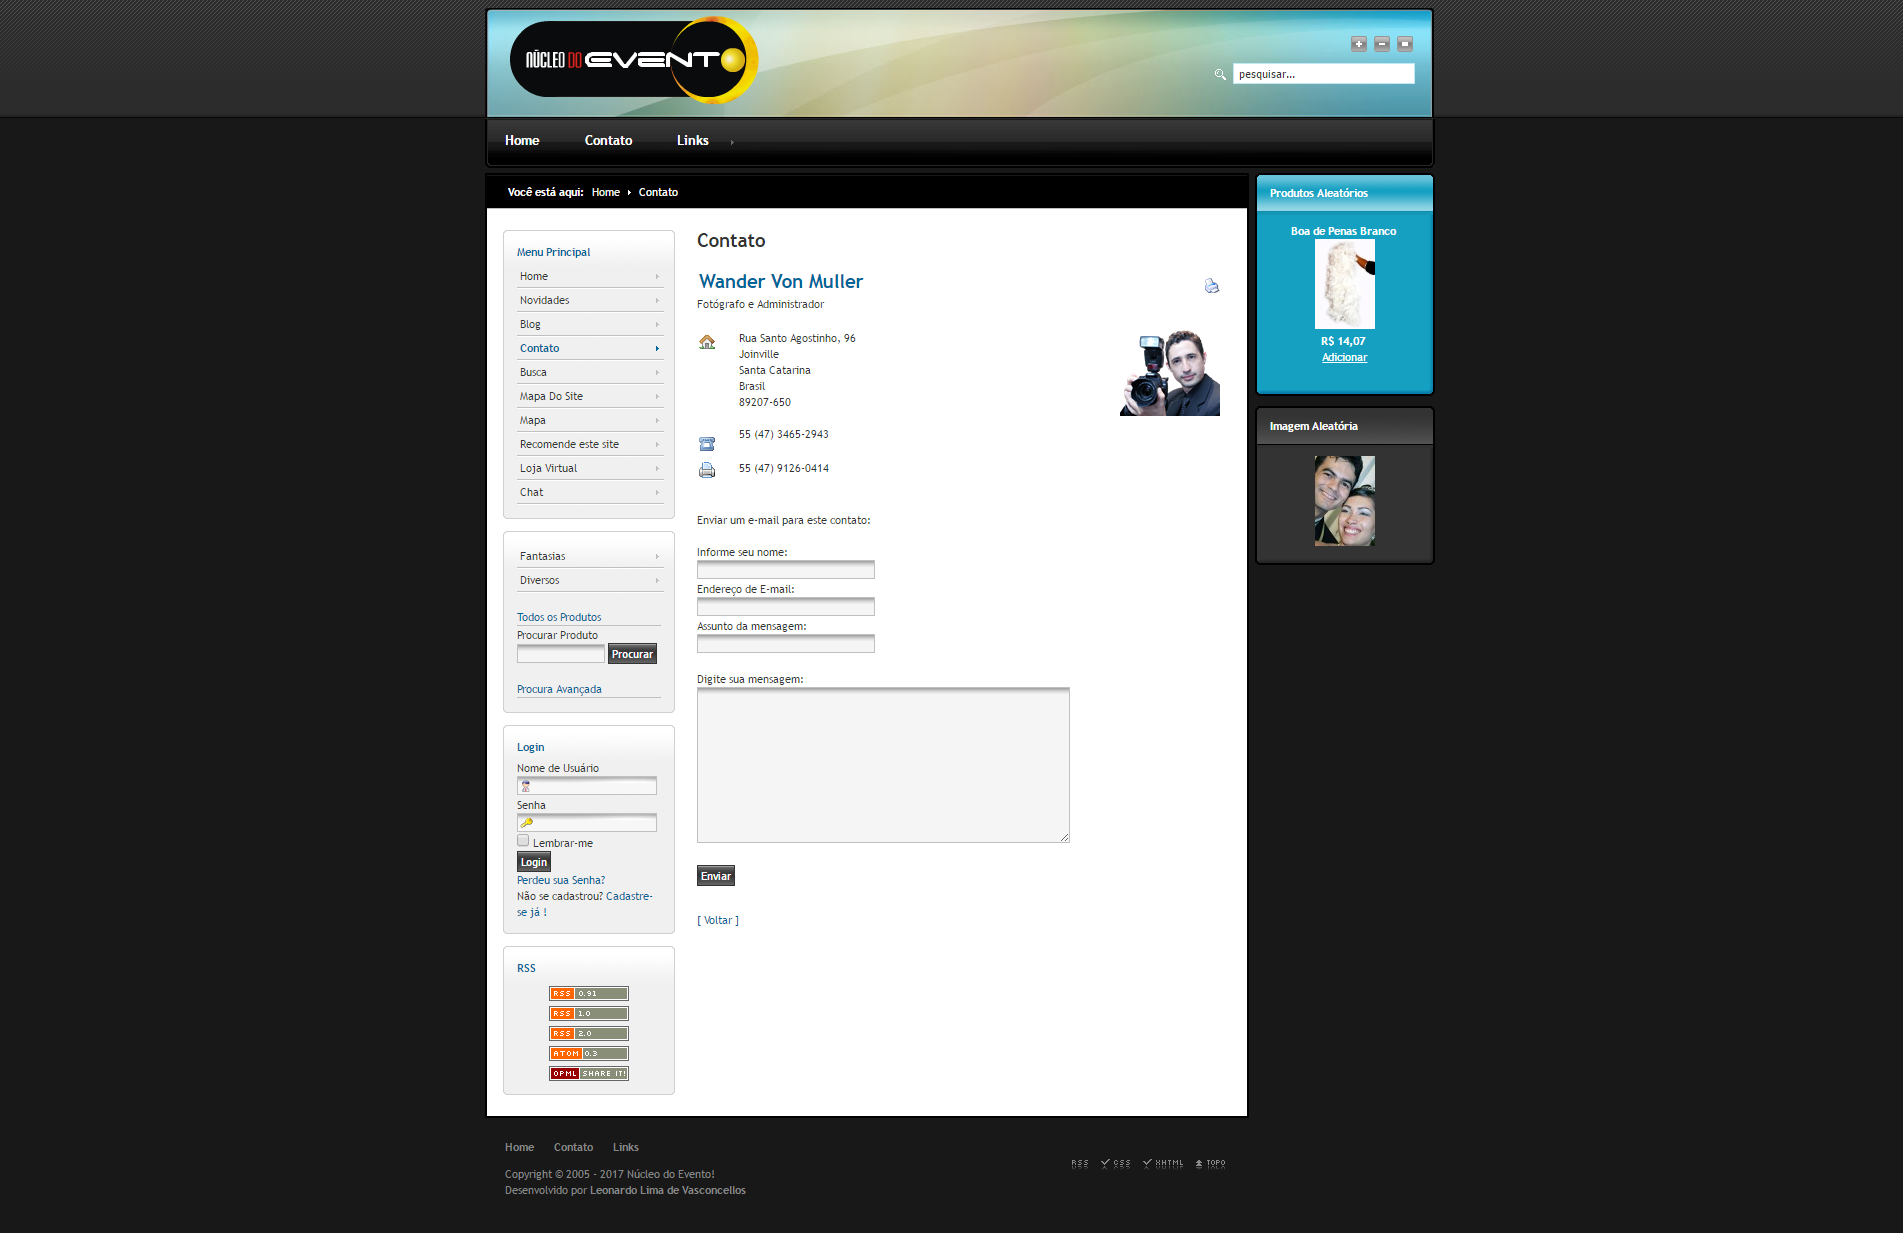 NÚCLEO DO EVENTO
pesquisar...
Home Contato Links
Você está aqui: Home Contato
Menu Principal
Home
Novidades
Blog
Contato
Busca
Mapa Do Site
Mapa
Recomende este site
Loja Virtual
Chat
Fantasias
Diversos
Todos os Produtos
Procurar Produto
Procurar
Procura Avançada
Login
Nome de Usuário
Senha
Lembrar-me
Login
Perdeu sua Senha?
Não se cadastrou? Cadastre-
se já !
RSS
RSS 0.91
RSS 1.0
RSS 2.0
ATOM 0.3
OPML SHARE IT!
Contato
Wander Von Muller
Fotógrafo e Administrador
Rua Santo Agostinho, 96
Joinville
Santa Catarina
Brasil
89207-650
55 (47) 3465-2943
55 (47) 9126-0414
Enviar um e-mail para este contato:
Informe seu nome:
Endereço de E-mail:
Assunto da mensagem:
Digite sua mensagem:
Enviar
[ Voltar ]
Produtos Aleatórios
Boa de Penas Branco
R$ 14,07
Adicionar
Imagem Aleatória
Home Contato Links
Copyright © 2005 - 2017 Núcleo do Evento!
Desenvolvido por Leonardo Lima de Vasconcellos
RSS CSS XHTML TOPO